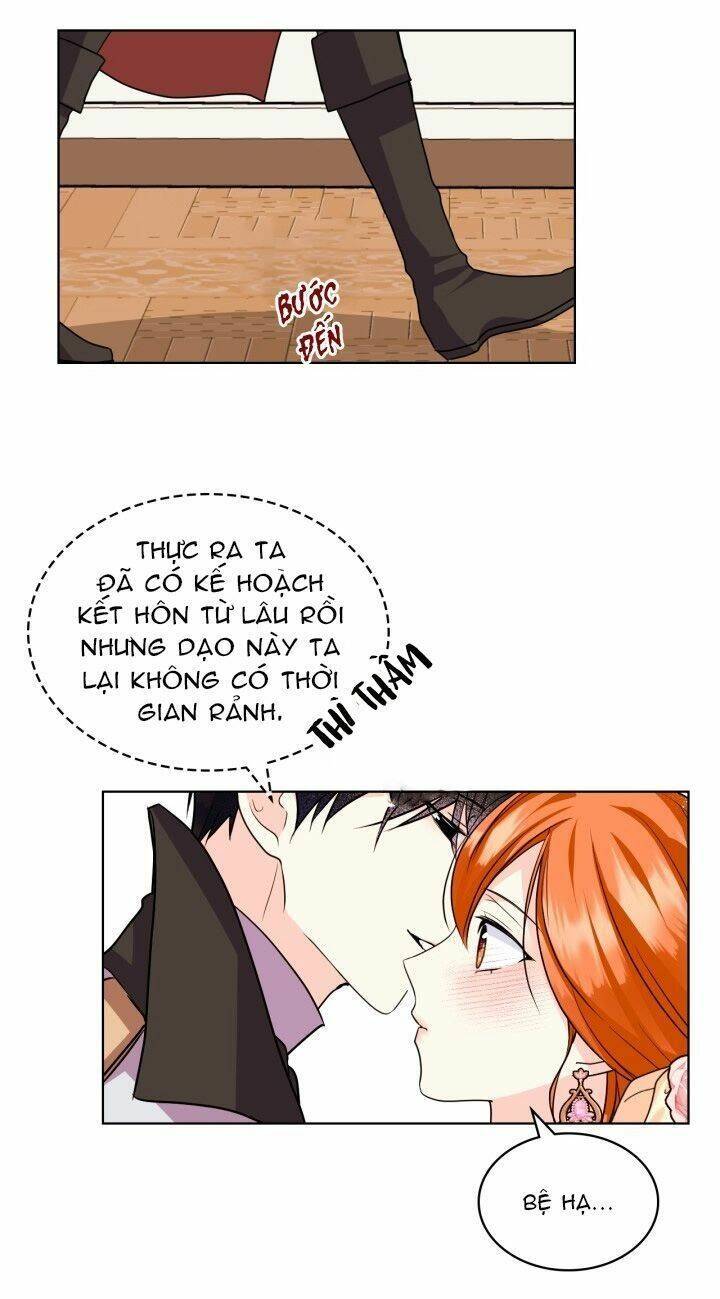 BƯỚC
ĐẾN
THỰC RA TA
ĐÃ CÓ KẾ HOẠCH
KẾT HÔN TỪ LÂU RỒI
NHƯNG DẠO NÀY TA
LẠI KHÔNG CÓ THỜI
GIAN RẢNH.
THÌ THẦM
BỆ HẠ...